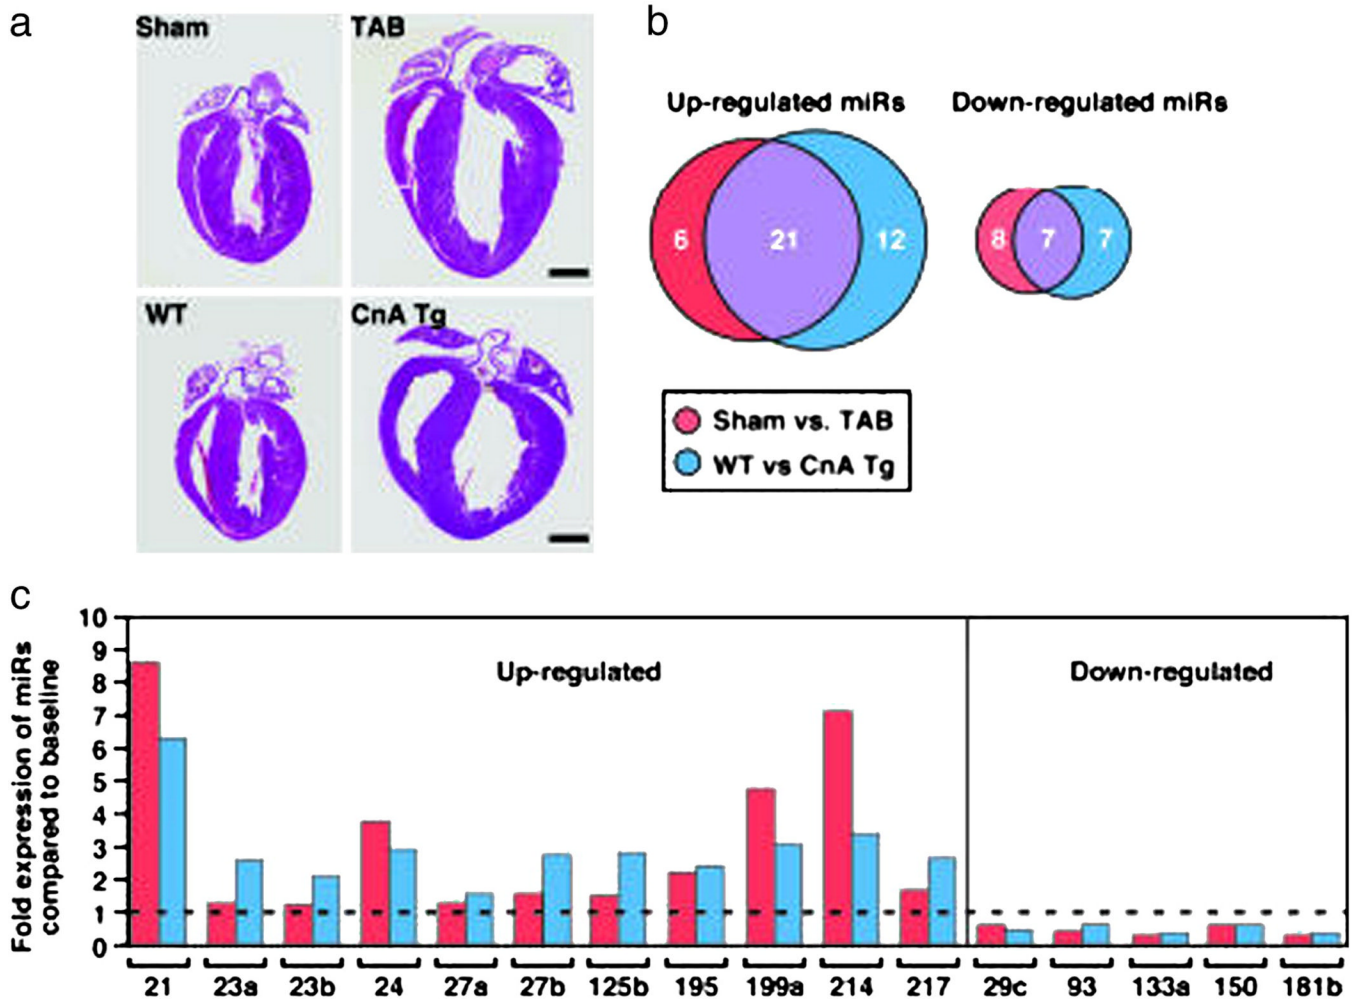 a
Sham
TAB
WT
CnA Tg
b
Up-regulated miRs
Down-regulated miRs
6
21
12
8
7
7
Sham vs. TAB
WT vs CnA Tg
c
Fold expression of miRs
compared to baseline
10
9
8
7
6
5
4
3
2
1
0
Up-regulated
Down-regulated
21
23a
23b
24
27a
27b
125b
195
199a
214
217
29c
93
133a
150
181b